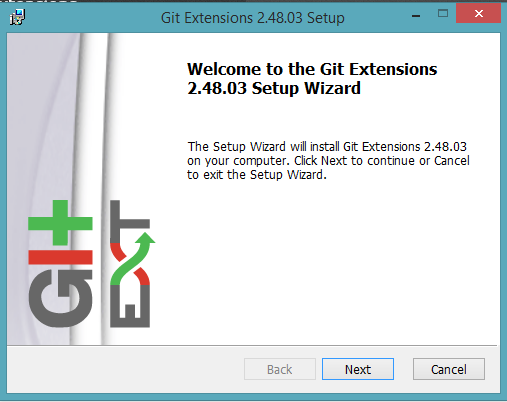 Git Extensions 2.48.03 Setup
Welcome to the Git Extensions
2.48.03 Setup Wizard
The Setup Wizard will install Git Extensions 2.48.03
on your computer. Click Next to continue or Cancel
to exit the Setup Wizard.
GIT
EXT
Back
Next
Cancel